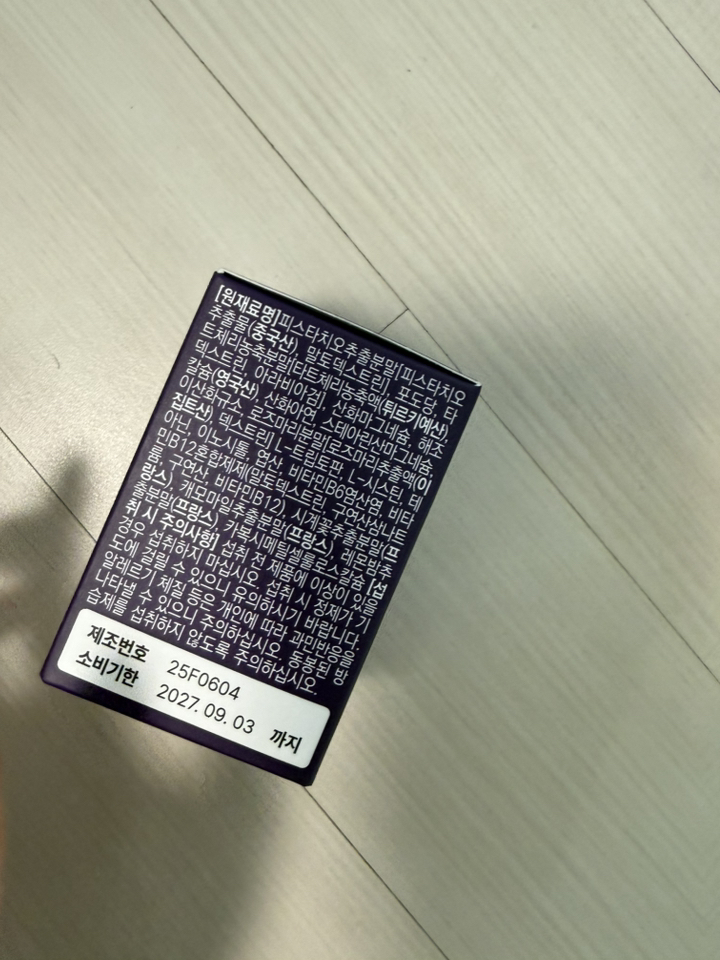 [원재료명]피스타치오추출분말[피스타치오
추출물(중국산), 말토덱스트린], 포도당, 타
트체리농축분말[타트체리농축액(튀르키예산),
덱스트린, 아라비아검], 산화마그네슘, 해조
칼슘(영국산), 산화아연, 스테아린산마그네슘,
이산화규소, 로즈마리분말[로즈마리추출액(이
집트산), 덱스트린], L-트립토판, L-시스틴, 테
아닌, 이노시톨, 엽산, 비타민B6염산염, 비타
민B12혼합제제(말토덱스트린, 구연산삼나트
륨, 구연산, 비타민B12), 시계꽃추출분말(프
랑스), 캐모마일추출분말(프랑스), 레몬밤추
출분말(프랑스), 카복시메틸셀룰로스칼슘 [섭
취 시 주의사항] 섭취 전 제품에 이상이 있을
경우 섭취하지 마십시오. 섭취 시 정제가 기
도에 걸릴 수 있으니 유의하시기 바랍니다.
알레르기 체질 등은 개인에 따라 과민반응을
나타낼 수 있으니 주의하십시오. 동봉된 방
습제를 섭취하지 않도록 주의하십시오.
제조번호 25F0604
소비기한 2027. 09. 03 까지